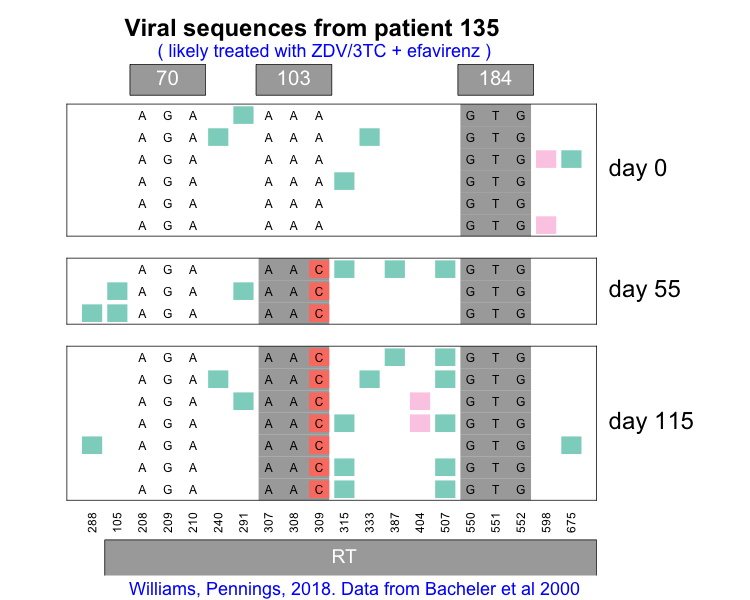 Viral sequences from patient 135
( likely treated with ZDV/3TC + efavirenz )
70 103 184
A G A A A A G T G
A G A A A A G T G
A G A A A A G T G
A G A A A A G T G
A G A A A A G T G
A G A A A A G T G
day 0
A G A A A C G T G
A G A A A C G T G
A G A A A C G T G
day 55
A G A A A C G T G
A G A A A C G T G
A G A A A C G T G
A G A A A C G T G
A G A A A C G T G
A G A A A C G T G
A G A A A C G T G
day 115
288 105 208 209 210 240 291 307 308 309 315 333 387 404 507 550 551 552 598 675
RT
Williams, Pennings, 2018. Data from Bacheler et al 2000